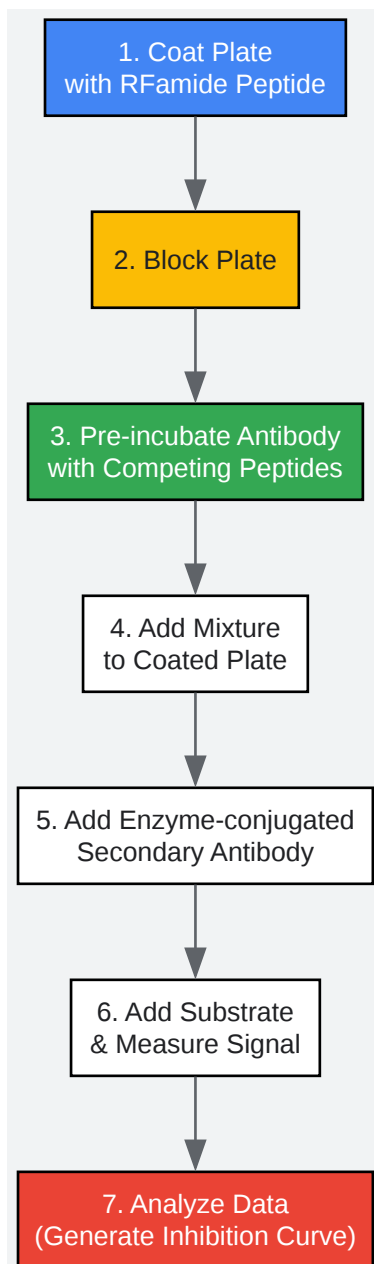 1. Coat Plate
with RFamide Peptide
2. Block Plate
3. Pre-incubate Antibody
with Competing Peptides
4. Add Mixture
to Coated Plate
5. Add Enzyme-conjugated
Secondary Antibody
6. Add Substrate
& Measure Signal
7. Analyze Data
(Generate Inhibition Curve)